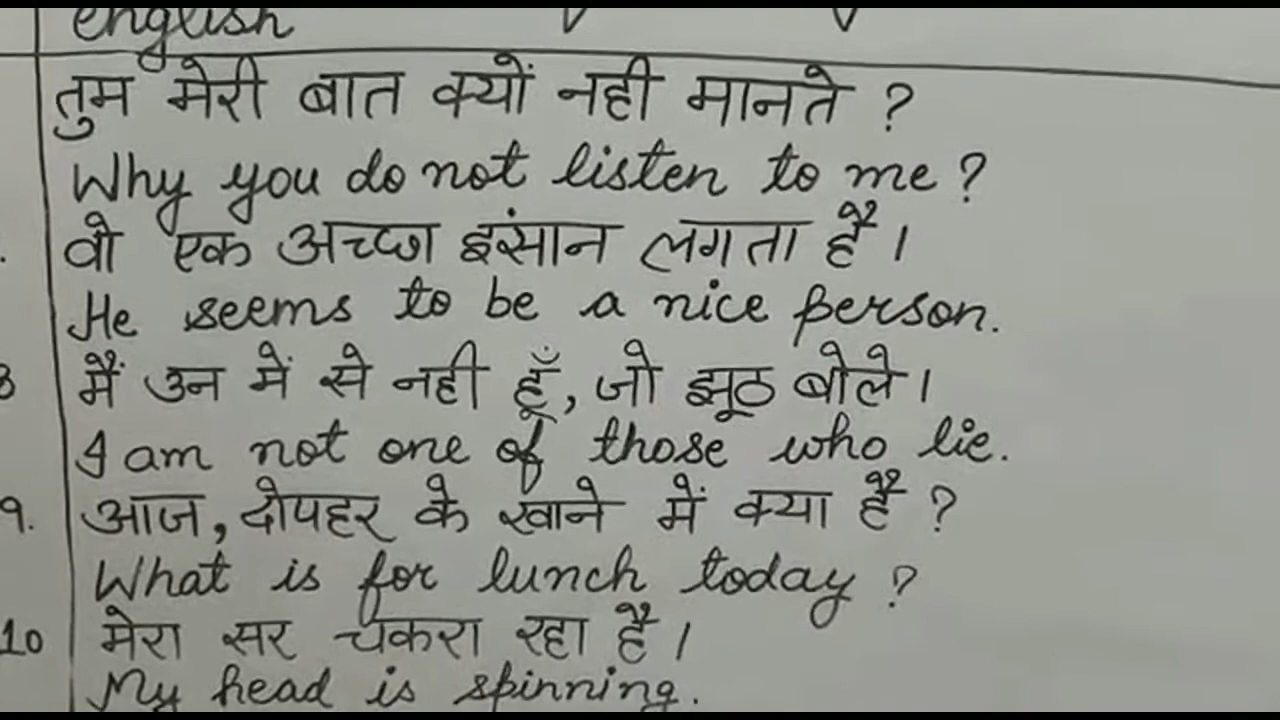 english
तुम मेरी बात क्यों नही मानते ?
Why you do not listen to me ?
वो एक अच्छा इंसान लगता है ।
He seems to be a nice person.
मैं उन में से नही हूँ, जो झूठ बोले ।
I am not one of those who lie.
9. आज, दोपहर के खाने में क्या है ?
What is for lunch today ?
10 मेरा सर चकरा रहा है ।
My head is spinning.